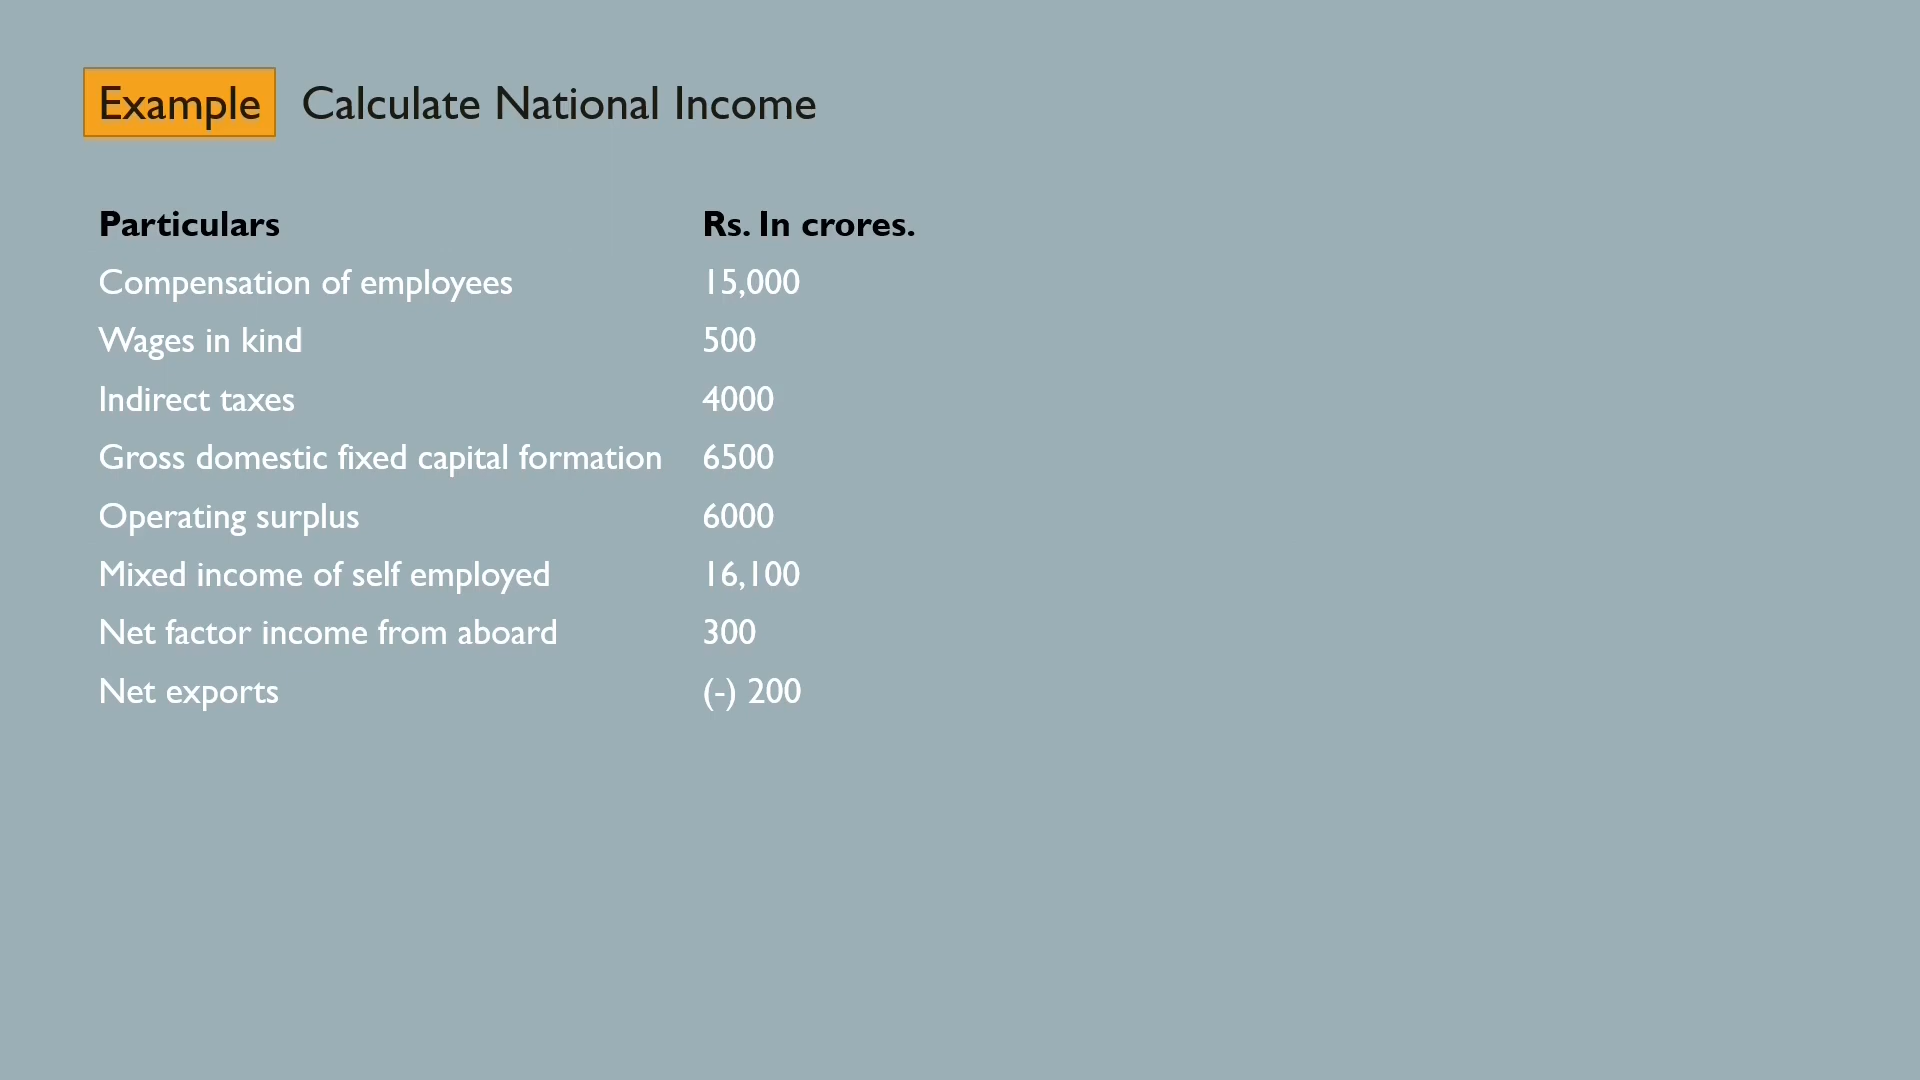 Example Calculate National Income
Particulars Rs. In crores.
Compensation of employees 15,000
Wages in kind 500
Indirect taxes 4000
Gross domestic fixed capital formation 6500
Operating surplus 6000
Mixed income of self employed 16,100
Net factor income from aboard 300
Net exports (-) 200